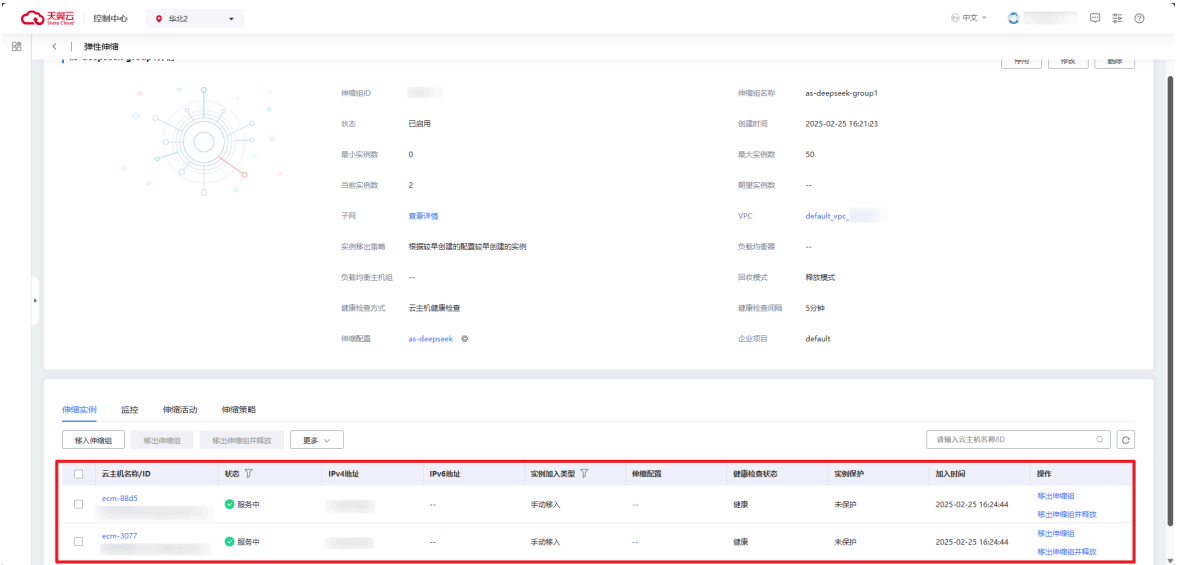 天翼云
State Cloud
控制中心
华北2
中文
弹性伸缩
停用 修改 删除
伸缩组ID
伸缩组名称 as-deepseek-group1
状态 已启用
创建时间 2025-02-25 16:21:23
最小实例数 0
最大实例数 50
当前实例数 2
期望实例数 --
子网 查看详情
VPC default_vpc_
实例移出策略 根据较早创建的配置较早创建的实例
负载均衡器 --
负载均衡主机组 --
回收模式 释放模式
健康检查方式 云主机健康检查
健康检查间隔 5分钟
伸缩配置 as-deepseek
企业项目 default
伸缩实例 监控 伸缩活动 伸缩策略
移入伸缩组 移出伸缩组 移出伸缩组并释放 更多
请输入云主机名称/ID
云主机名称/ID 状态 IPv4地址 IPv6地址 实例加入类型 伸缩配置 健康检查状态 实例保护 加入时间 操作
ecm-88d5 服务中 -- 手动移入 -- 健康 未保护 2025-02-25 16:24:44 移出伸缩组
移出伸缩组并释放
ecm-3077 服务中 -- 手动移入 -- 健康 未保护 2025-02-25 16:24:44 移出伸缩组
移出伸缩组并释放